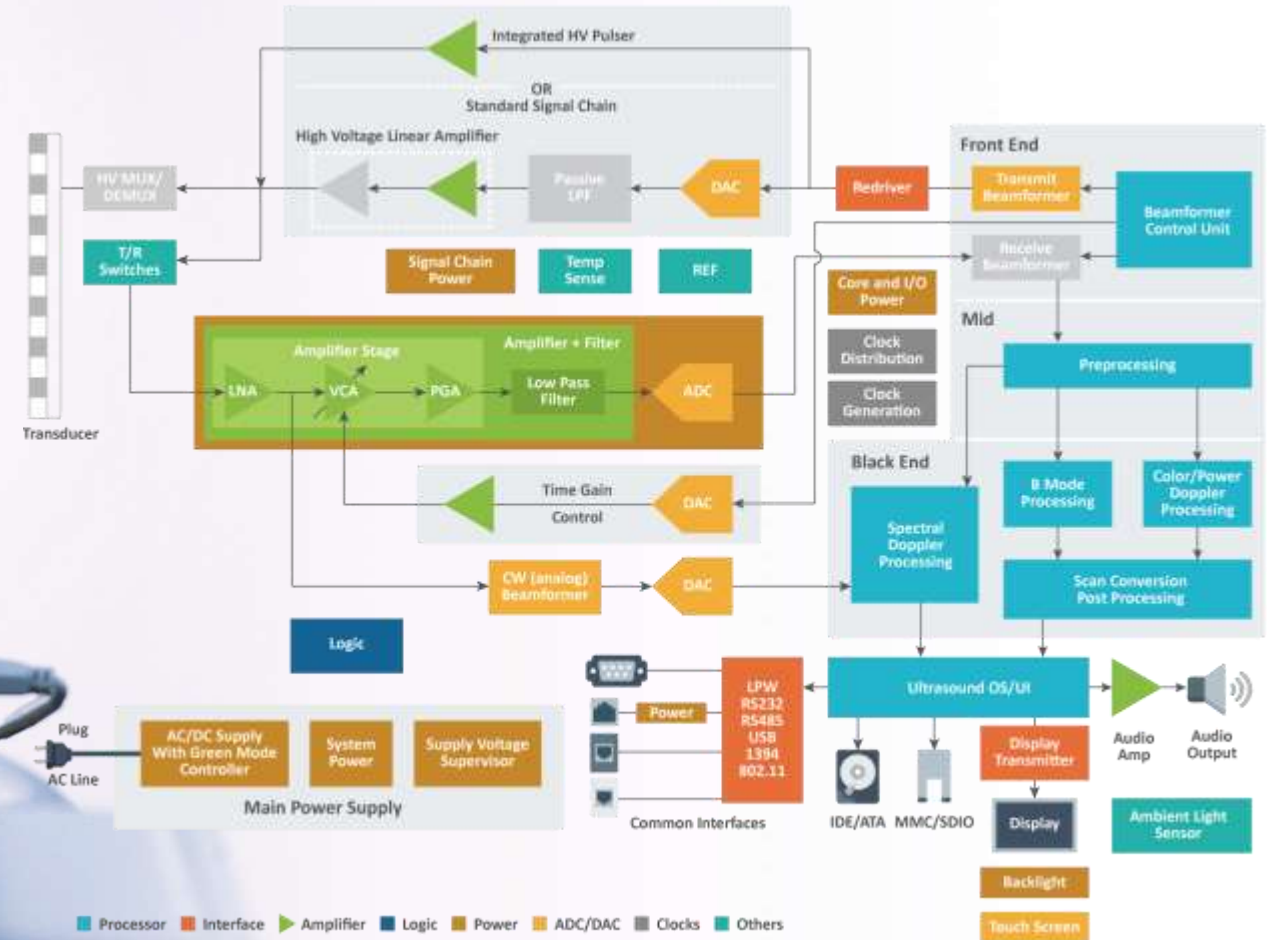 Integrated HV Pulser
OR
Standard Signal Chain
High Voltage Linear Amplifier
Front End
HV MUX/
DEMUX
Passive
LPF
DAC
Redriver
Transmit
Beamformer
Beamformer
Control Unit
T/R
Switches
Signal Chain
Power
Temp
Sense
REF
Receive
Beamformer
Core and I/O
Power
Mid
Clock
Distribution
Clock
Generation
Preprocessing
Amplifier Stage
Amplifier + Filter
LNA
VCA
PGA
Low Pass
Filter
ADC
Transducer
Black End
Time Gain
Control
DAC
Spectral
Doppler
Processing
B Mode
Processing
Color/Power
Doppler
Processing
CW (analog)
Beamformer
DAC
Scan Conversion
Post Processing
Logic
LPW
RS232
RS485
USB
1394
802.11
Power
Common Interfaces
Ultrasound OS/UI
Audio
Amp
Audio
Output
IDE/ATA
MMC/SDIO
Display
Transmitter
Display
Ambient Light
Sensor
Backlight
Touch Screen
Plug
AC Line
AC/DC Supply
With Green Mode
Controller
System
Power
Supply Voltage
Supervisor
Main Power Supply
Processor Interface Amplifier Logic Power ADC/DAC Clocks Others